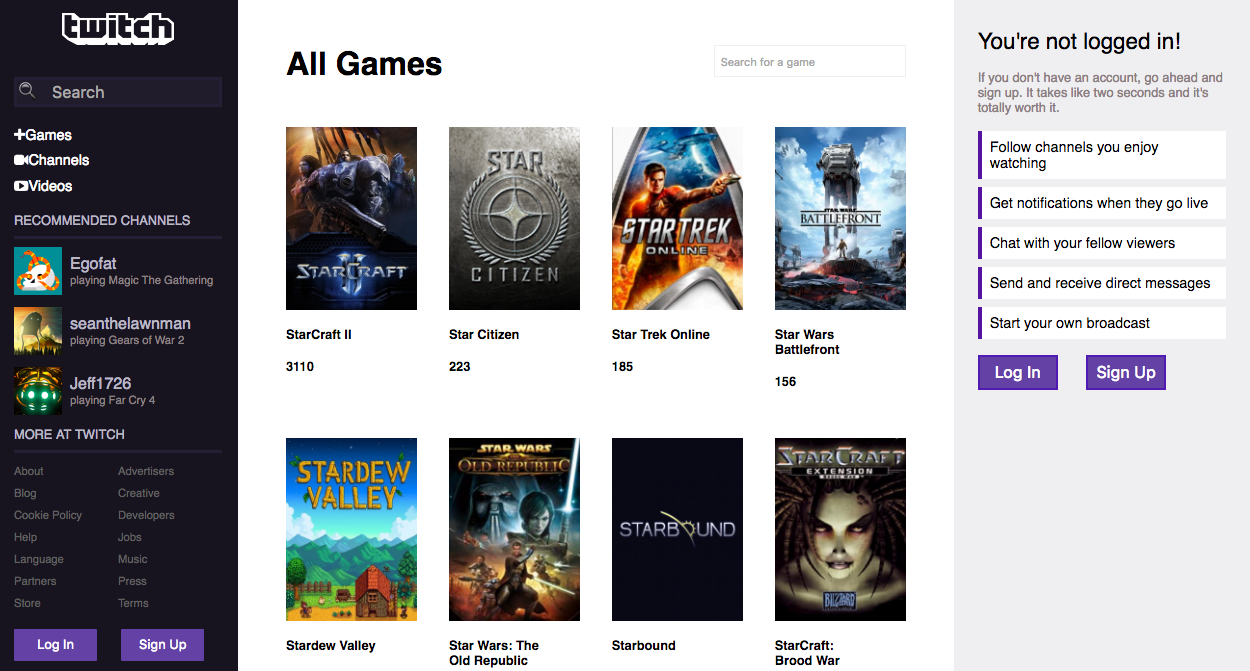 twitch
Search
Games
Channels
Videos
RECOMMENDED CHANNELS
Egofat
playing Magic The Gathering
seanthelawnman
playing Gears of War 2
Jeff1726
playing Far Cry 4
MORE AT TWITCH
About Advertisers
Blog Creative
Cookie Policy Developers
Help Jobs
Language Music
Partners Press
Store Terms
Log In Sign Up
All Games
Search for a game
STARCRAFT
II
STAR
CITIZEN
STAR TREK
ONLINE
STAR WARS
BATTLEFRONT
StarCraft II
3110
Star Citizen
223
Star Trek Online
185
Star Wars
Battlefront
156
STARDEW
VALLEY
STAR WARS
THE
OLD REPUBLIC
STARBOUND
STARCRAFT
EXTENSION
BROOD WAR
BLIZZARD
Stardew Valley
Star Wars: The
Old Republic
Starbound
StarCraft:
Brood War
You're not logged in!
If you don't have an account, go ahead and
sign up. It takes like two seconds and it's
totally worth it.
Follow channels you enjoy
watching
Get notifications when they go live
Chat with your fellow viewers
Send and receive direct messages
Start your own broadcast
Log In Sign Up